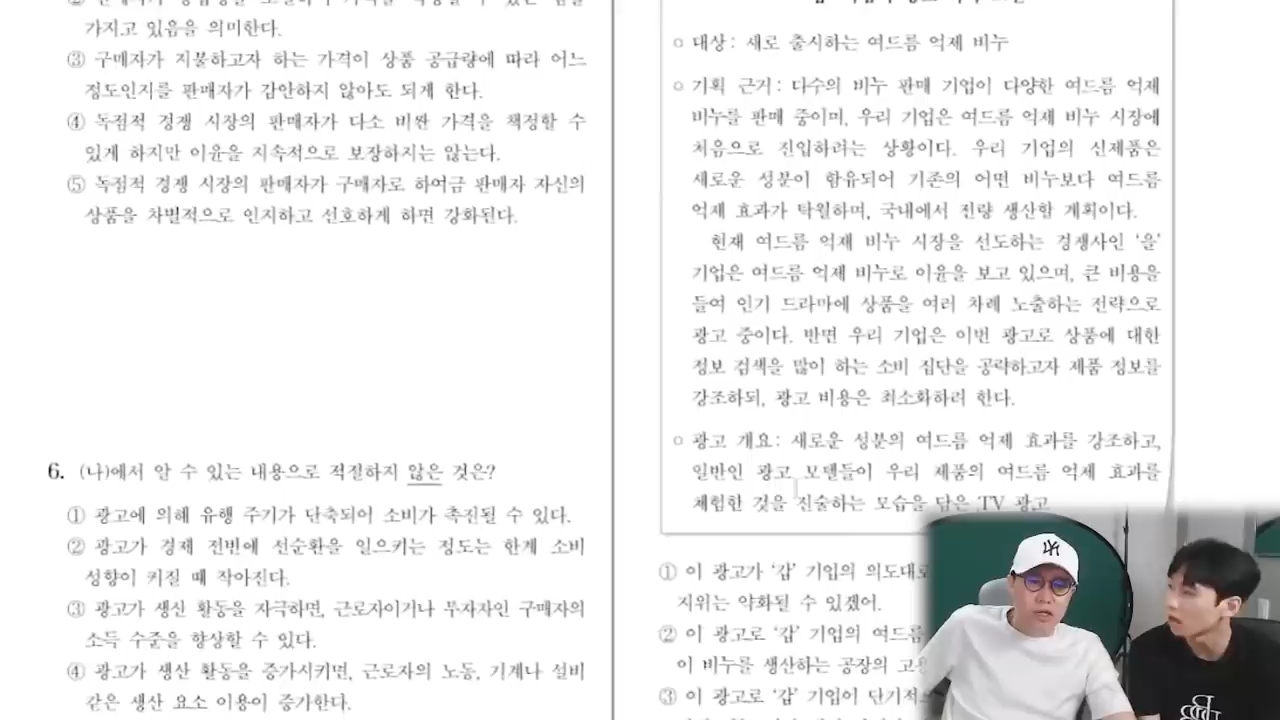 가지고 있음을 의미한다.
③ 구매자가 지불하고자 하는 가격이 상품 공급량에 따라 어느
정도인지를 판매자가 감안하지 않아도 되게 한다.
④ 독점적 경쟁 시장의 판매자가 다소 비싼 가격을 책정할 수
있게 하지만 이윤을 지속적으로 보장하지는 않는다.
⑤ 독점적 경쟁 시장의 판매자가 구매자로 하여금 판매자 자신의
상품을 차별적으로 인지하고 선호하게 하면 강화된다.
6. (나)에서 알 수 있는 내용으로 적절하지 않은 것은?
① 광고에 의해 유행 주기가 단축되어 소비가 촉진될 수 있다.
② 광고가 경제 전반에 선순환을 일으키는 정도는 한계 소비
성향이 커질 때 작아진다.
③ 광고가 생산 활동을 자극하면, 근로자이거나 투자자인 구매자의
소득 수준을 향상할 수 있다.
④ 광고가 생산 활동을 증가시키면, 근로자의 노동, 기계나 설비
같은 생산 요소 이용이 증가한다.
○ 대상: 새로 출시하는 여드름 억제 비누
○ 기획 근거: 다수의 비누 판매 기업이 다양한 여드름 억제
비누를 판매 중이며, 우리 기업은 여드름 억제 비누 시장에
처음으로 진입하려는 상황이다. 우리 기업의 신제품은
새로운 성분이 함유되어 기존의 어떤 비누보다 여드름
억제 효과가 탁월하며, 국내에서 전량 생산할 계획이다.
현재 여드름 억제 비누 시장을 선도하는 경쟁사인 '을'
기업은 여드름 억제 비누로 이윤을 보고 있으며, 큰 비용을
들여 인기 드라마에 상품을 여러 차례 노출하는 전략으로
광고 중이다. 반면 우리 기업은 이번 광고로 상품에 대한
정보 검색을 많이 하는 소비 집단을 공략하고자 제품 정보를
강조하되, 광고 비용은 최소화하려 한다.
○ 광고 개요: 새로운 성분의 여드름 억제 효과를 강조하고,
일반인 광고 모델들이 우리 제품의 여드름 억제 효과를
체험한 것을 진술하는 모습을 담은 TV 광고
① 이 광고가 '갑' 기업의 의도대로
지위는 약화될 수 있겠어.
② 이 광고로 '갑' 기업의 여드름
이 비누를 생산하는 공장의 고용
③ 이 광고로 '갑' 기업이 단기적